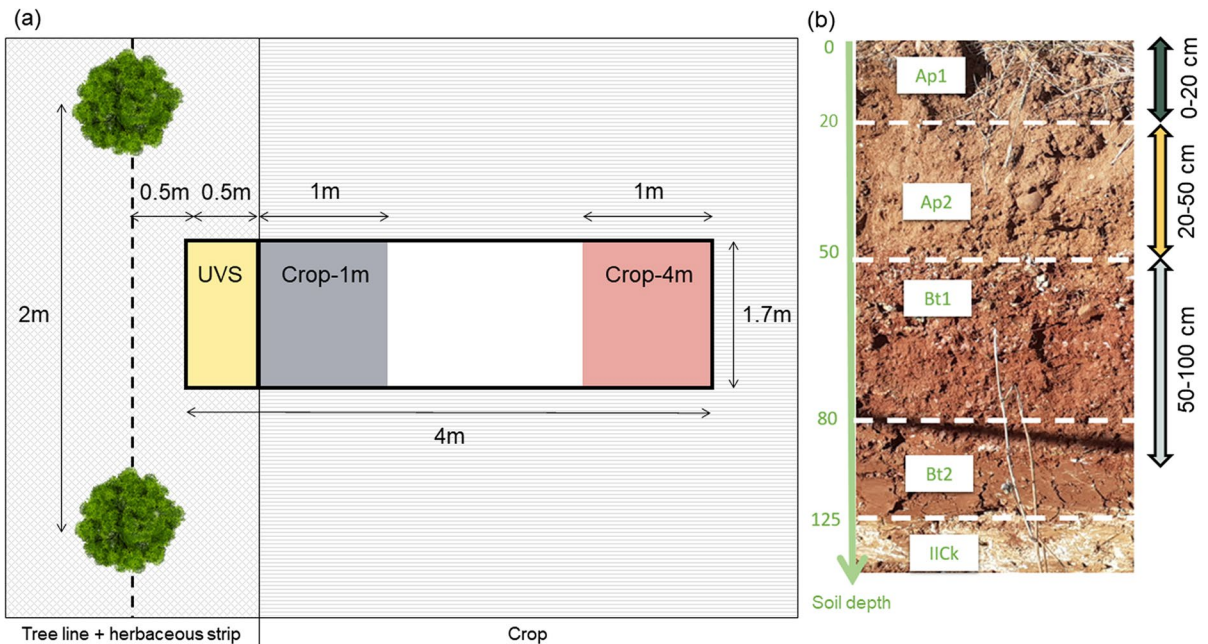 (a)
0.5m 0.5m
1m
1m
UVS
Crop-1m
Crop-4m
2m
1.7m
4m
Tree line + herbaceous strip
Crop
(b)
0
20
50
80
125
Soil depth
Ap1
Ap2
Bt1
Bt2
IICk
0-20 cm
20-50 cm
50-100 cm